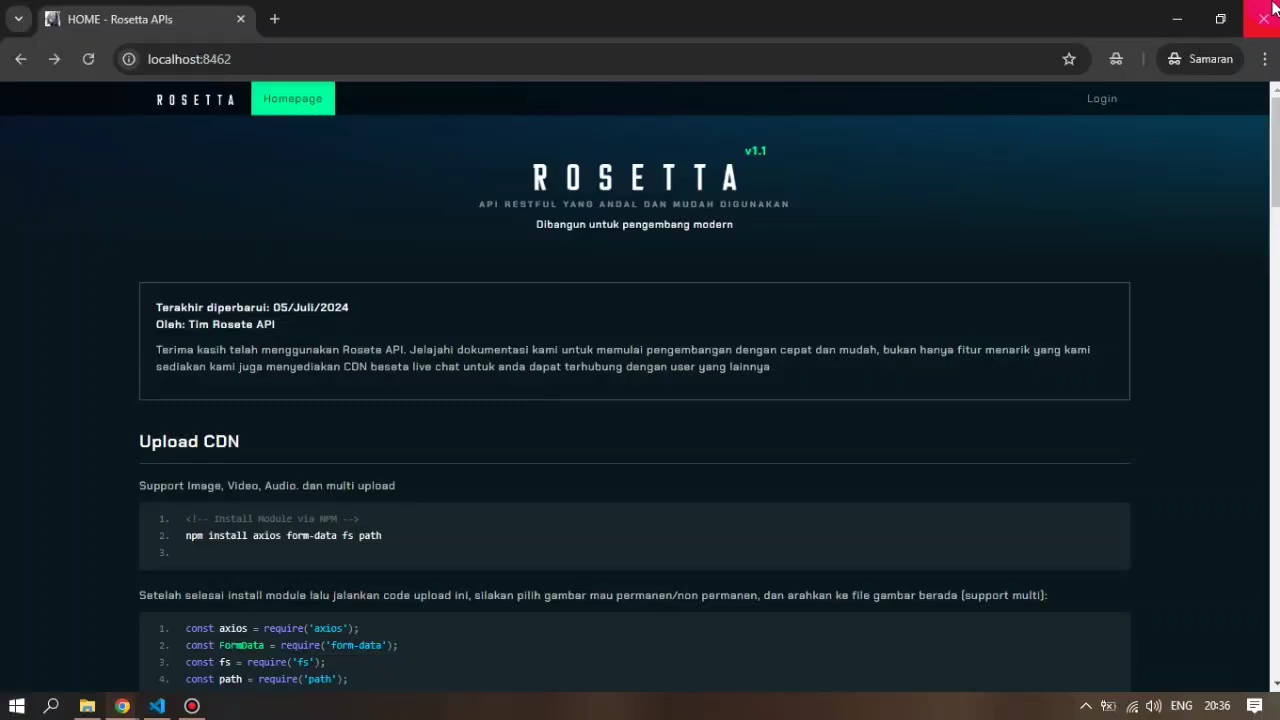 HOME - Rosetta APIs
localhost:8462
Samaran
ROSETTA
Homepage
Login
v1.1
ROSETTA
API RESTFUL YANG ANDAL DAN MUDAH DIGUNAKAN
Dibangun untuk pengembang modern
Terakhir diperbarui: 05/Juli/2024
Oleh: Tim Rosete API
Terima kasih telah menggunakan Rosete API. Jelajahi dokumentasi kami untuk memulai pengembangan dengan cepat dan mudah, bukan hanya fitur menarik yang kami
sediakan kami juga menyediakan CDN beseta live chat untuk anda dapat terhubung dengan user yang lainnya
Upload CDN
Support Image, Video, Audio. dan multi upload
1. <!-- Install Module via NPM -->
2. npm install axios form-data fs path
3.
Setelah selesai install module lalu jalankan code upload ini, silakan pilih gambar mau permanen/non permanen, dan arahkan ke file gambar berada (support multi):
1. const axios = require('axios');
2. const FormData = require('form-data');
3. const fs = require('fs');
4. const path = require('path');
ENG
20:36